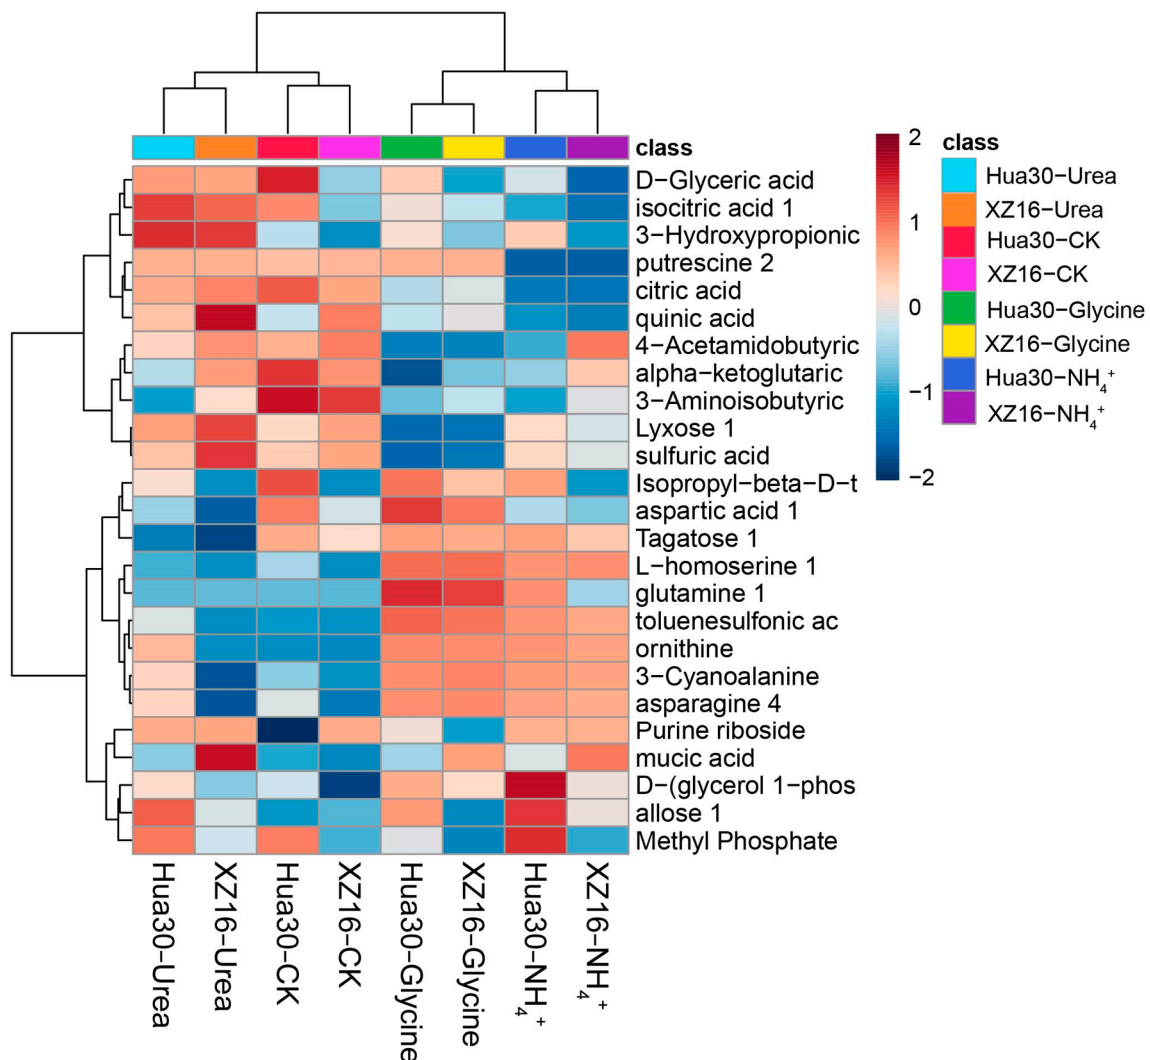 class
D−Glyceric acid
isocitric acid 1
3−Hydroxypropionic
putrescine 2
citric acid
quinic acid
4−Acetamidobutyric
alpha−ketoglutaric
3−Aminoisobutyric
Lyxose 1
sulfuric acid
Isopropyl−beta−D−t
aspartic acid 1
Tagatose 1
L−homoserine 1
glutamine 1
toluenesulfonic ac
ornithine
3−Cyanoalanine
asparagine 4
Purine riboside
mucic acid
D−(glycerol 1−phos
allose 1
Methyl Phosphate
2
1
0
−1
−2
class
Hua30−Urea
XZ16−Urea
Hua30−CK
XZ16−CK
Hua30−Glycine
XZ16−Glycine
Hua30−NH₄⁺
XZ16−NH₄⁺
Hua30−Urea
XZ16−Urea
Hua30−CK
XZ16−CK
Hua30−Glycine
XZ16−Glycine
Hua30−NH₄⁺
XZ16−NH₄⁺